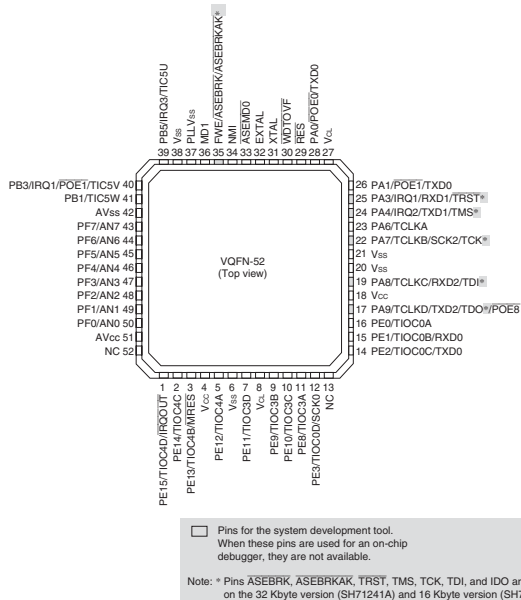 PB5/IRQ3/TIC5U
Vss
PLLVss
MD1
FWE/ASEBRK/ASEBRKAK*
NMI
ASEMD0
EXTAL
XTAL
WDTOVF
RES
PA0/POE0/TXD0
VCL
39 38 37 36 35 34 33 32 31 30 29 28 27
PB3/IRQ1/POE1/TIC5V 40
PB1/TIC5W 41
AVss 42
PF7/AN7 43
PF6/AN6 44
PF5/AN5 45
PF4/AN4 46
PF3/AN3 47
PF2/AN2 48
PF1/AN1 49
PF0/AN0 50
AVcc 51
NC 52
VQFN-52
(Top view)
26 PA1/POE1/TXD0
25 PA3/IRQ1/RXD1/TRST*
24 PA4/IRQ2/TXD1/TMS*
23 PA6/TCLKA
22 PA7/TCLKB/SCK2/TCK*
21 Vss
20 Vss
19 PA8/TCLKC/RXD2/TDI*
18 Vcc
17 PA9/TCLKD/TXD2/TDO*/POE8
16 PE0/TIOC0A
15 PE1/TIOC0B/RXD0
14 PE2/TIOC0C/TXD0
1 2 3 4 5 6 7 8 9 10 11 12 13
PE15/TIOC4D/IRQOUT
PE14/TIOC4C
PE13/TIOC4B/MRES
Vcc
PE12/TIOC4A
Vss
PE11/TIOC3D
VCL
PE9/TIOC3B
PE10/TIOC3C
PE8/TIOC3A
PE3/TIOC0D/SCK0
NC
Pins for the system development tool.
When these pins are used for an on-chip
debugger, they are not available.
Note: * Pins ASEBRK, ASEBRKAK, TRST, TMS, TCK, TDI, and IDO ar
on the 32 Kbyte version (SH71241A) and 16 Kbyte version (SH7